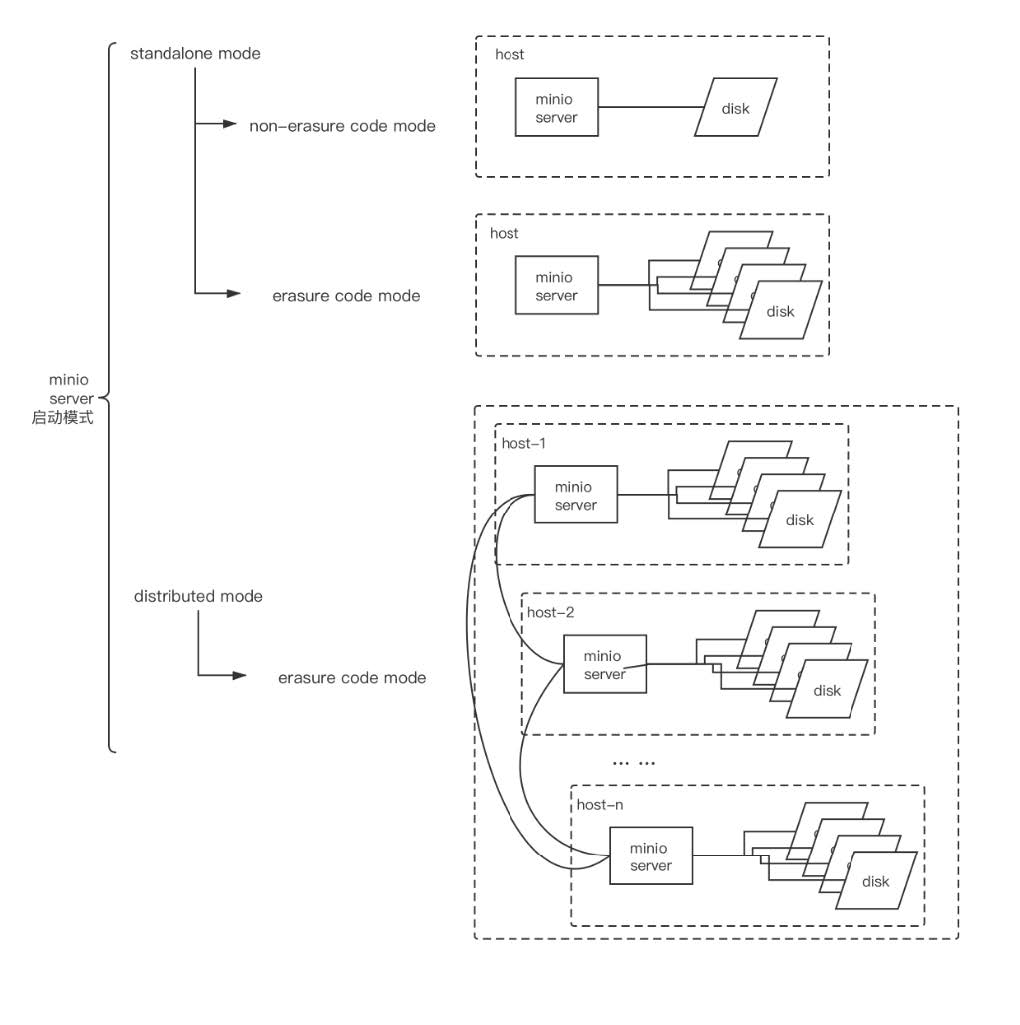 standalone mode
host
minio
server
disk
non-erasure code mode
host
minio
server
disk
erasure code mode
minio
server
启动模式
host-1
minio
server
disk
distributed mode
host-2
minio
server
disk
erasure code mode
... ...
host-n
minio
server
disk